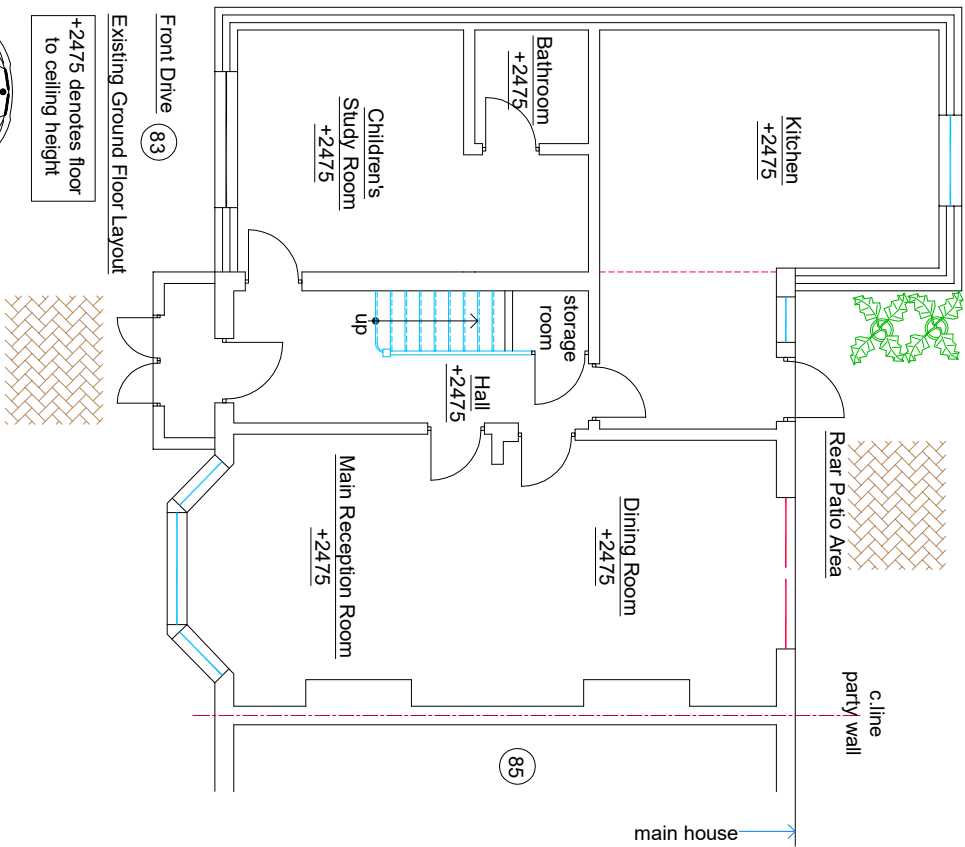 Bathroom
+2475
Kitchen
+2475
Children's
Study Room
+2475
storage
room
up
Hall
+2475
Rear Patio Area
Dining Room
+2475
Main Reception Room
+2475
c.line
party wall
85
main house
Front Drive
83
Existing Ground Floor Layout
+2475 denotes floor
to ceiling height